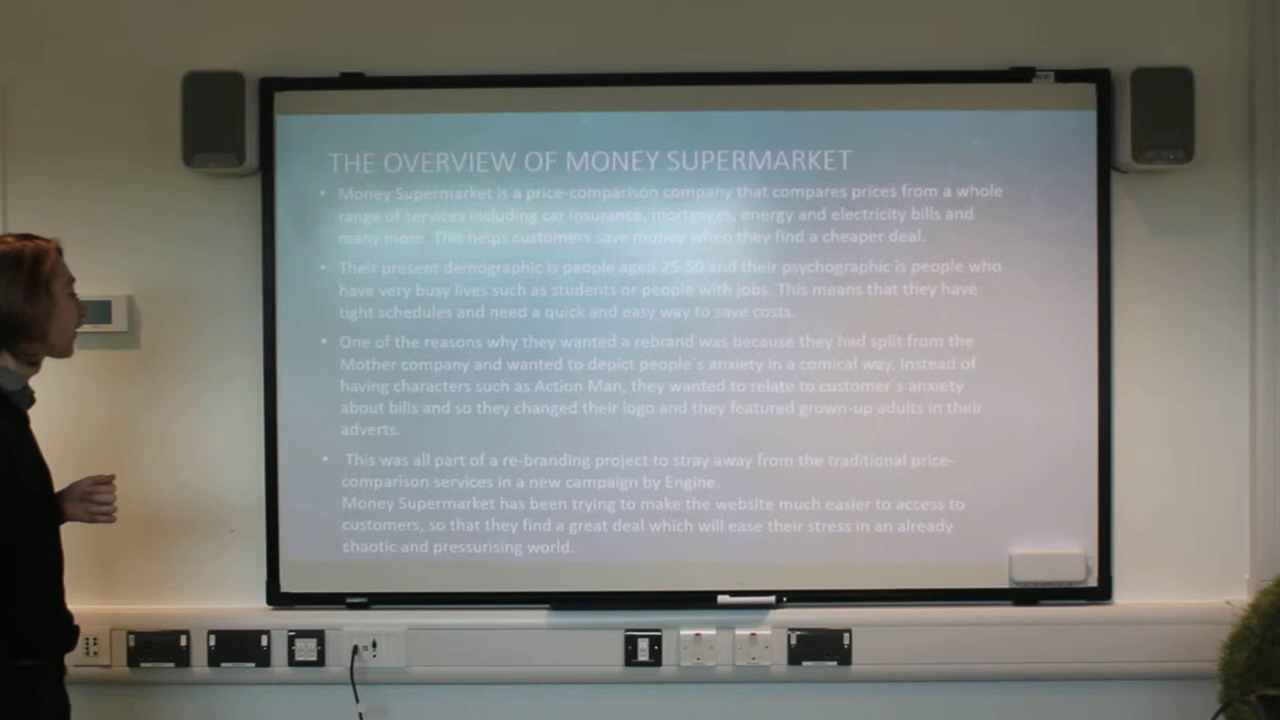 THE OVERVIEW OF MONEY SUPERMARKET
• Money Supermarket is a price-comparison company that compares prices from a whole
range of services including car insurance, mortgages, energy and electricity bills and
many more. This helps customers save money when they find a cheaper deal.
• Their present demographic is people aged 25-50 and their psychographic is people who
have very busy lives such as students or people with jobs. This means that they have
tight schedules and need a quick and easy way to save costs.
• One of the reasons why they wanted a rebrand was because they had split from the
Mother company and wanted to depict people´s anxiety in a comical way. Instead of
having characters such as Action Man, they wanted to relate to customer´s anxiety
about bills and so they changed their logo and they featured grown-up adults in their
adverts.
• This was all part of a re-branding project to stray away from the traditional price-
comparison services in a new campaign by Engine.
Money Supermarket has been trying to make the website much easier to access to
customers, so that they find a great deal which will ease their stress in an already
chaotic and pressurising world.